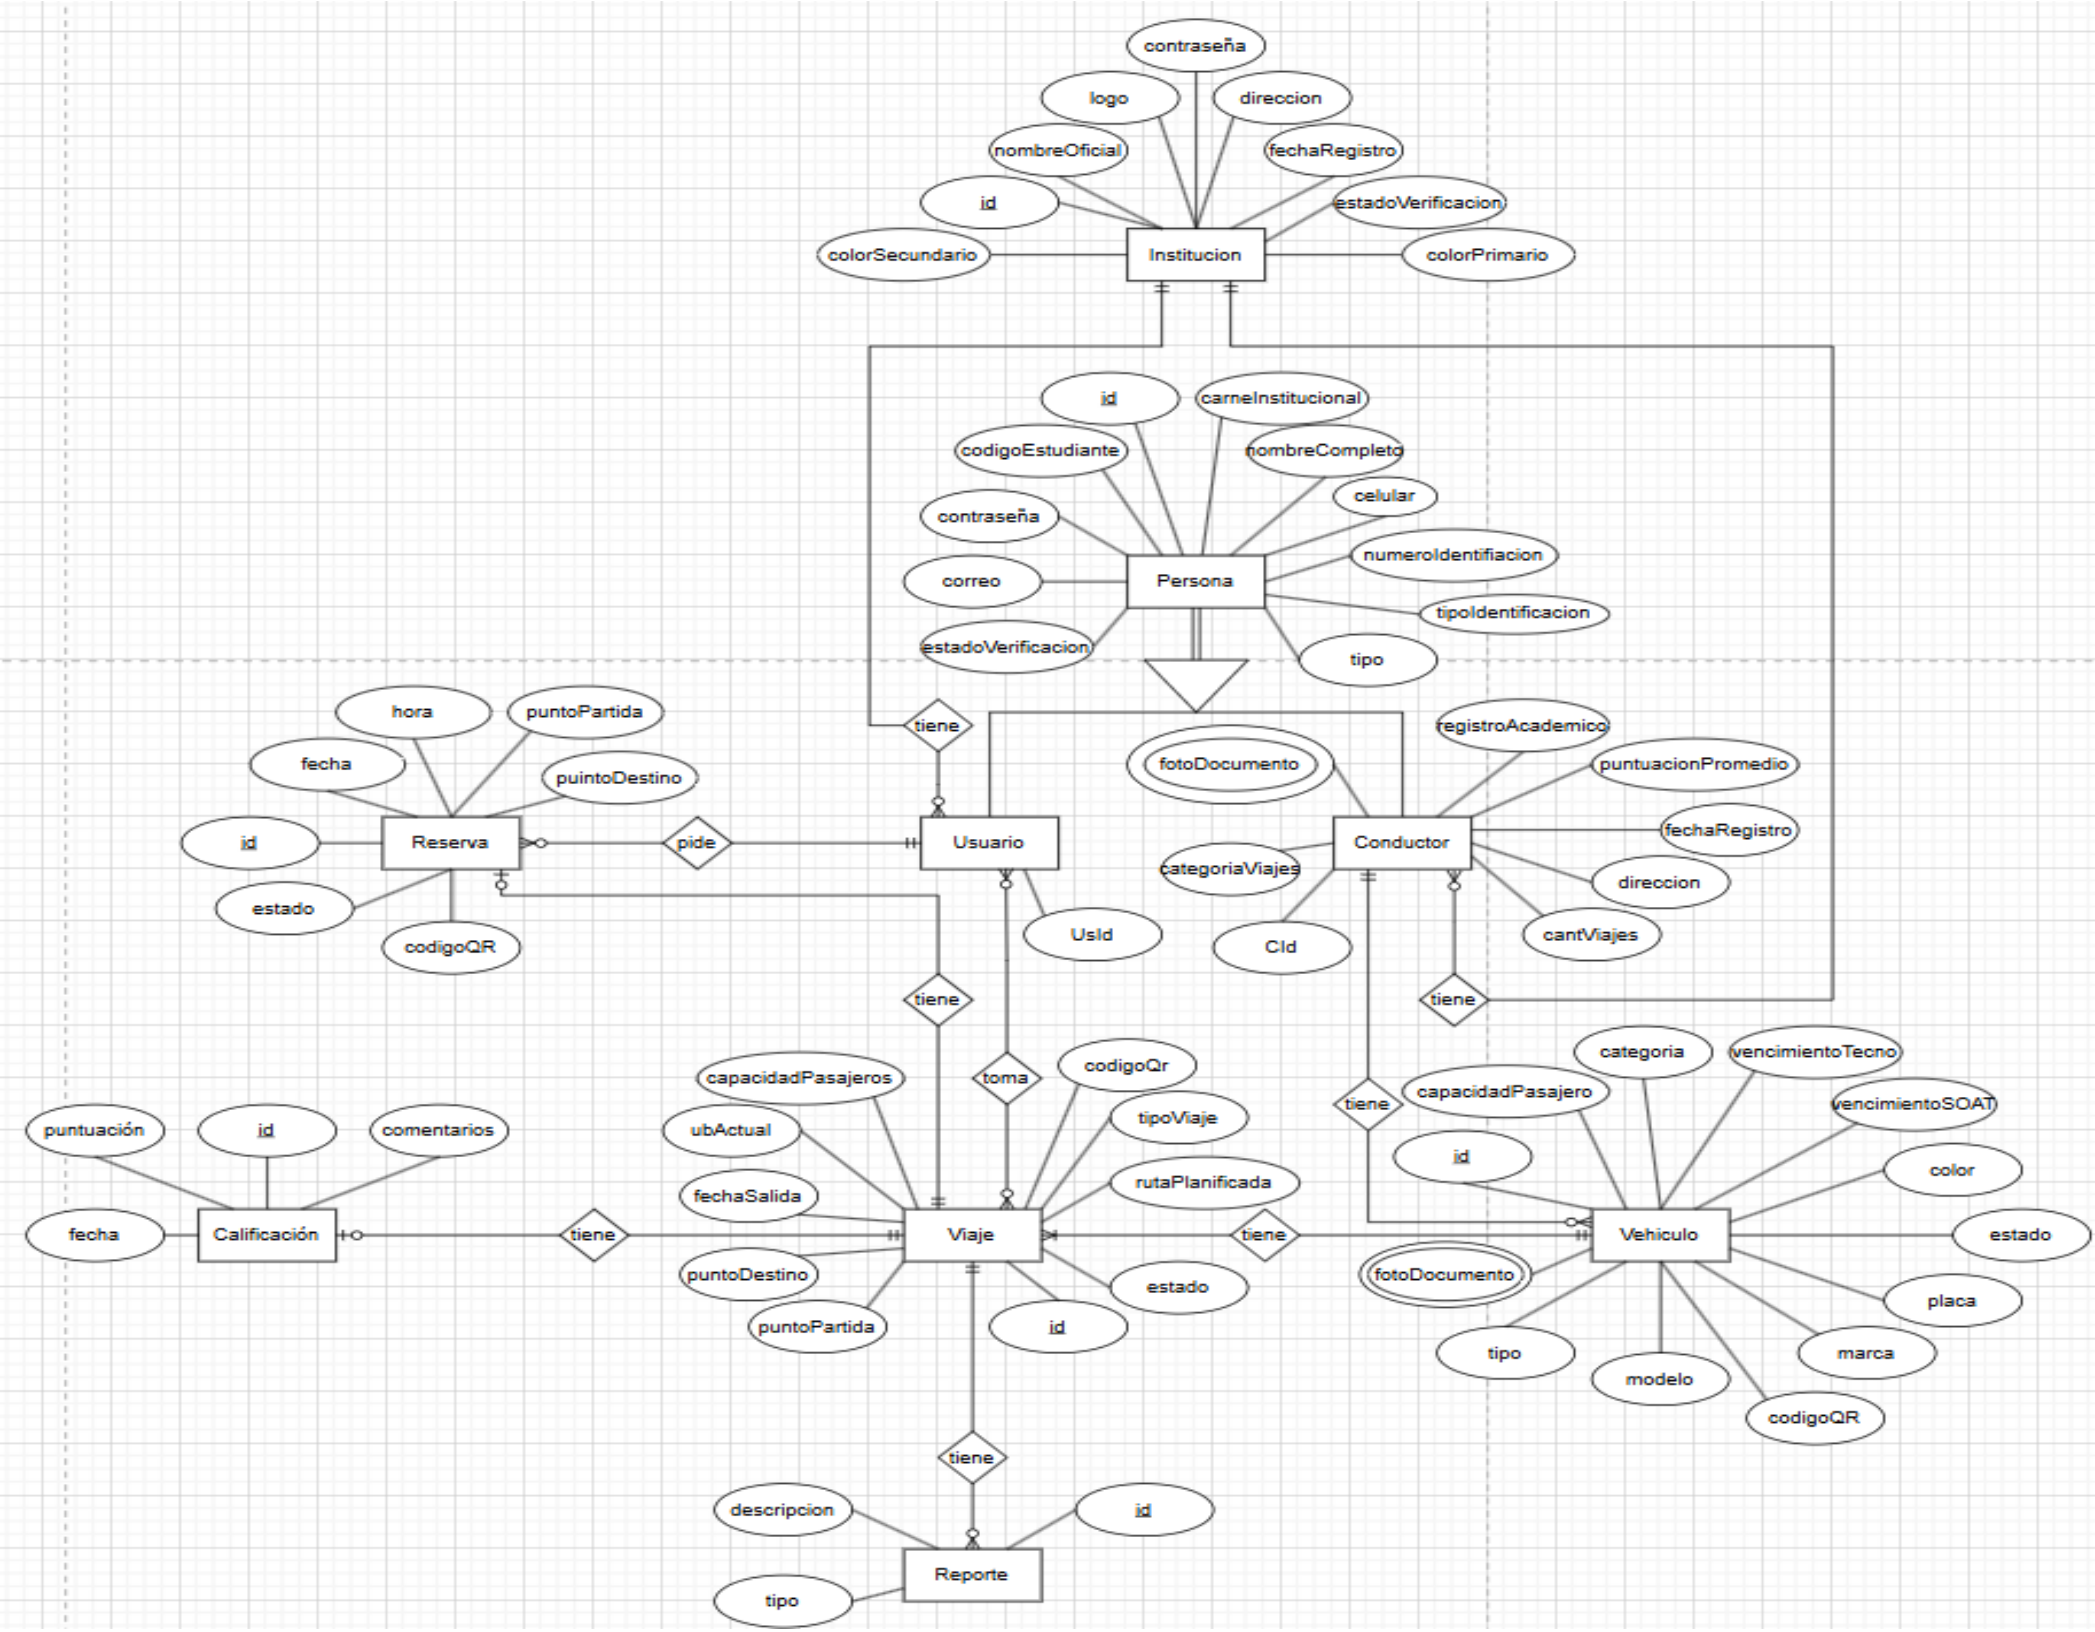 contraseña
logo
direccion
nombreOficial
fechaRegistro
id
estadoVerificacion
colorSecundario
Institucion
colorPrimario
id
carneInstitucional
codigoEstudiante
nombreCompleto
celular
contraseña
numeroIdentifiacion
correo
Persona
tipoIdentificacion
estadoVerificacion
tipo
hora
puntoPartida
tiene
registroAcademico
fecha
puintoDestino
fotoDocumento
puntuacionPromedio
id
Reserva
pide
Usuario
Conductor
fechaRegistro
categoriaViajes
direccion
estado
codigoQR
UsId
CId
cantViajes
tiene
tiene
capacidadPasajeros
toma
codigoQr
categoria
vencimientoTecno
tiene
capacidadPasajero
vencimientoSOAT
puntuación
id
comentarios
ubActual
tipoViaje
id
color
fechaSalida
rutaPlanificada
fecha
Calificación
tiene
Viaje
tiene
Vehiculo
estado
puntoDestino
estado
fotoDocumento
placa
puntoPartida
id
tipo
modelo
marca
codigoQR
tiene
descripcion
id
Reporte
tipo